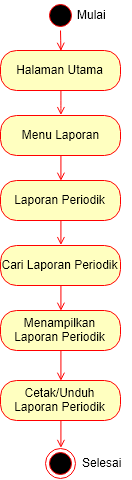 Mulai
Halaman Utama
Menu Laporan
Laporan Periodik
Cari Laporan Periodik
Menampilkan
Laporan Periodik
Cetak/Unduh
Laporan Periodik
Selesai